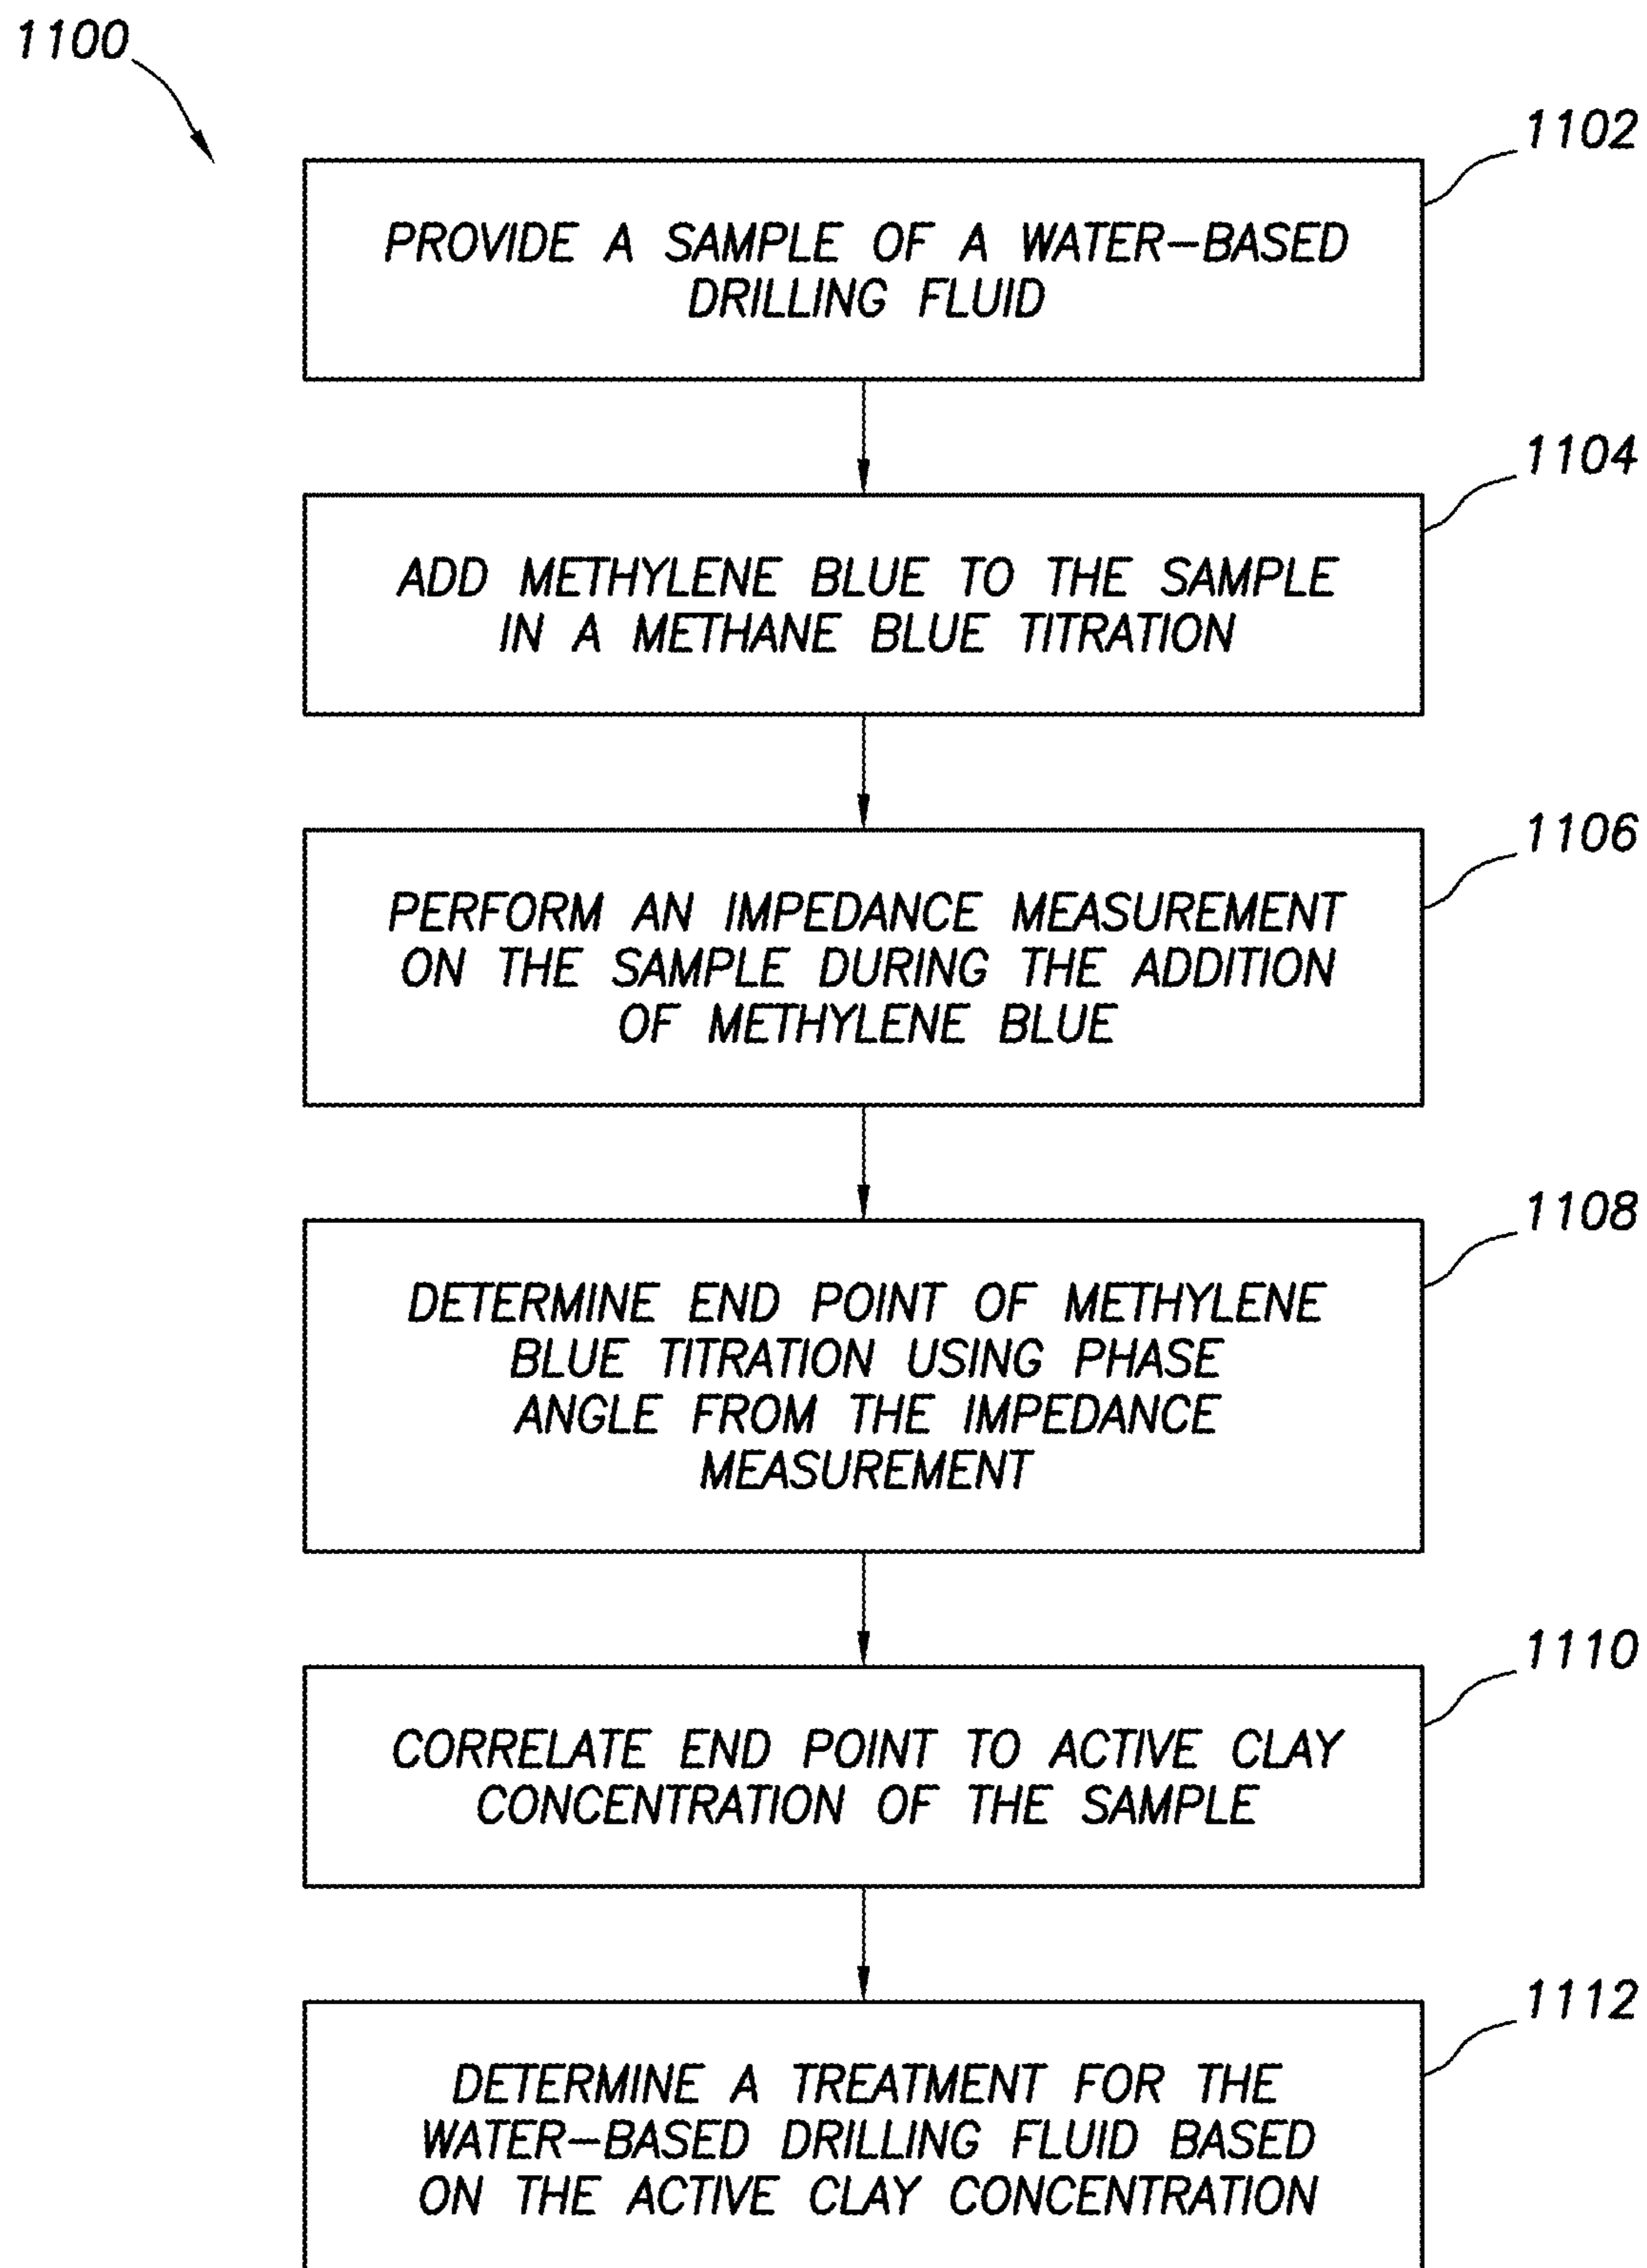 1100
1102
PROVIDE A SAMPLE OF A WATER-BASED
DRILLING FLUID
1104
ADD METHYLENE BLUE TO THE SAMPLE
IN A METHANE BLUE TITRATION
1106
PERFORM AN IMPEDANCE MEASUREMENT
ON THE SAMPLE DURING THE ADDITION
OF METHYLENE BLUE
1108
DETERMINE END POINT OF METHYLENE
BLUE TITRATION USING PHASE
ANGLE FROM THE IMPEDANCE
MEASUREMENT
1110
CORRELATE END POINT TO ACTIVE CLAY
CONCENTRATION OF THE SAMPLE
1112
DETERMINE A TREATMENT FOR THE
WATER-BASED DRILLING FLUID BASED
ON THE ACTIVE CLAY CONCENTRATION